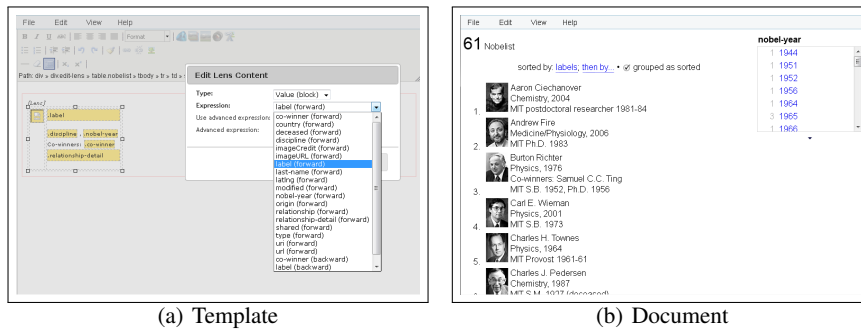 File Edit View Help
Format
Path: div » div.edit-lens » table.nobelist » tbody » tr » td »
[Lens]
.label
.discipline , .nobel-year
Co-winners: .co-winner
.relationship-detail
Edit Lens Content
Type: Value (block)
Expression: label (forward)
Use advanced expression:
Advanced expression:
co-winner (forward)
country (forward)
deceased (forward)
discipline (forward)
imageCredit (forward)
imageURL (forward)
label (forward)
last-name (forward)
latlng (forward)
modified (forward)
nobel-year (forward)
origin (forward)
relationship (forward)
relationship-detail (forward)
shared (forward)
type (forward)
uri (forward)
url (forward)
co-winner (backward)
label (backward)
(a) Template
File Edit View Help
61 Nobelist
sorted by: labels; then by... • grouped as sorted
Aaron Ciechanover
Chemistry, 2004
1. MIT postdoctoral researcher 1981-84
Andrew Fire
Medicine/Physiology, 2006
2. MIT Ph.D. 1983
Burton Richter
Physics, 1976
Co-winners: Samuel C.C. Ting
3. MIT S.B. 1952, Ph.D. 1956
Carl E. Wieman
Physics, 2001
4. MIT S.B. 1973
Charles H. Townes
Physics, 1964
5. MIT Provost 1961-61
Charles J. Pedersen
Chemistry, 1987
MIT S.M. 1927 (deceased)
nobel-year
1 1944
1 1951
1 1952
1 1956
1 1964
3 1965
1 1966
(b) Document